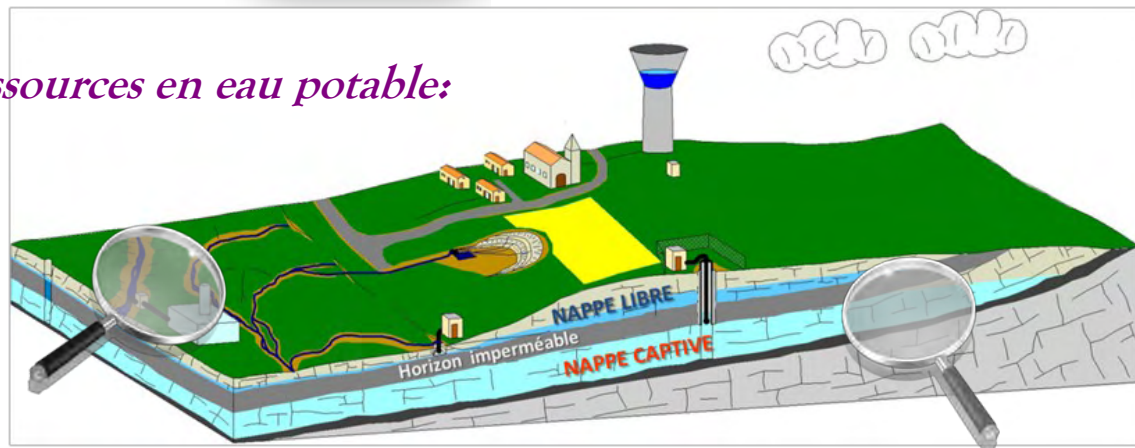 ssources en eau potable:
NAPPE LIBRE
Horizon imperméable
NAPPE CAPTIVE